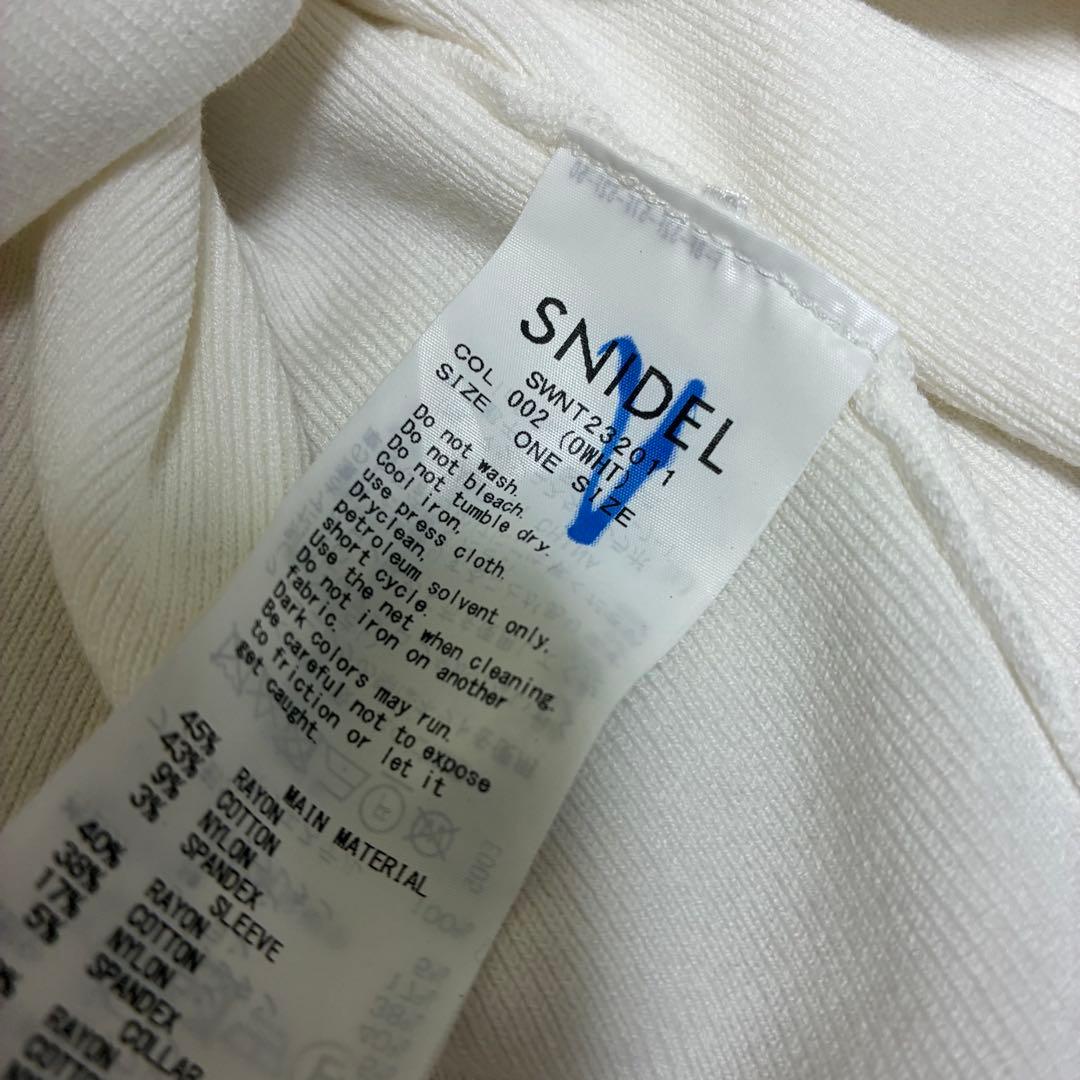 SNIDEL
SWNT232011
COL 002 (OWHT)
SIZE ONE SIZE
Do not wash.
Do not bleach.
Do not tumble dry.
Cool iron.
use press cloth.
Dryclean.
petroleum solvent only.
short cycle.
Use the net when cleaning.
Do not iron on another
fabric.
Dark colors may run.
Be careful not to expose
to friction or let it
get caught.
MAIN MATERIAL
45% RAYON
43% COTTON
9% NYLON
3% SPANDEX
SLEEVE
40% RAYON
38% COTTON
17% NYLON
5% SPANDEX
COLLAR
RAYON
COTTON